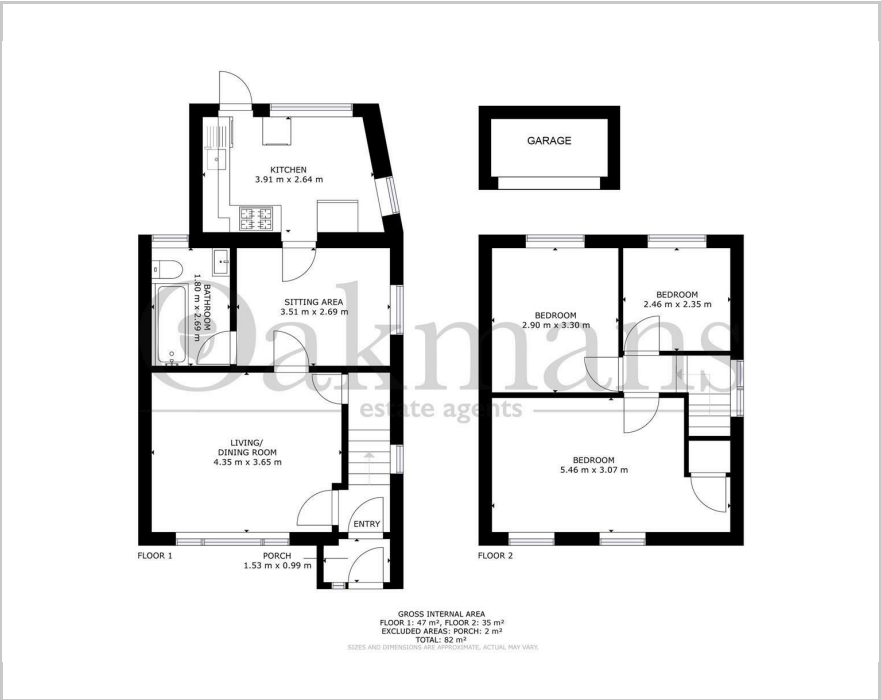 KITCHEN
3.91 m x 2.64 m
GARAGE
BATHROOM
1.80 m x 2.69 m
SITTING AREA
3.51 m x 2.69 m
BEDROOM
2.90 m x 3.30 m
BEDROOM
2.46 m x 2.35 m
Oakmans
estate agents
LIVING/
DINING ROOM
4.35 m x 3.65 m
BEDROOM
5.46 m x 3.07 m
ENTRY
FLOOR 1
PORCH
1.53 m x 0.99 m
FLOOR 2
GROSS INTERNAL AREA
FLOOR 1: 47 m², FLOOR 2: 35 m²
EXCLUDED AREAS: PORCH: 2 m²
TOTAL: 82 m²
SIZES AND DIMENSIONS ARE APPROXIMATE, ACTUAL MAY VARY.